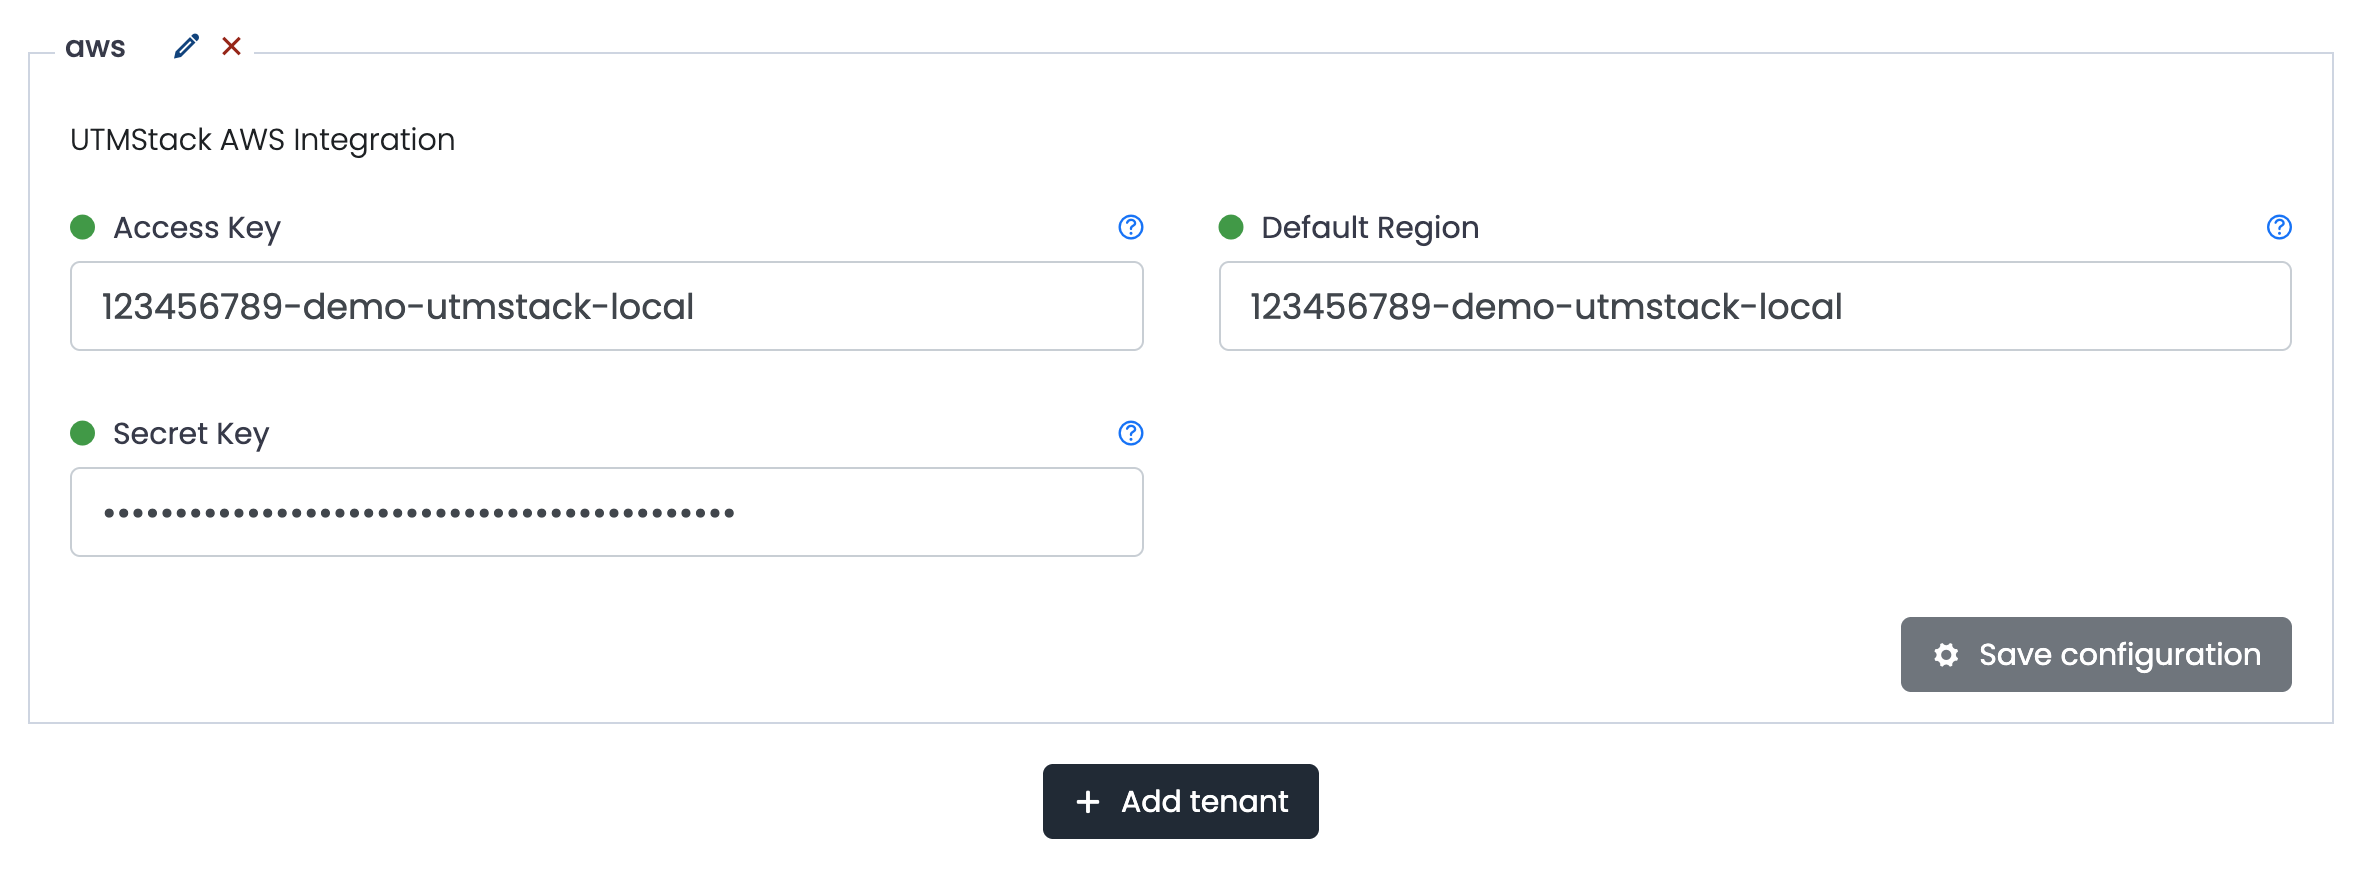 aws
UTMStack AWS Integration
Access Key
Default Region
123456789-demo-utmstack-local
123456789-demo-utmstack-local
Secret Key
••••••••••••••••••••••••••••••••••••••••••••
Save configuration
+ Add tenant